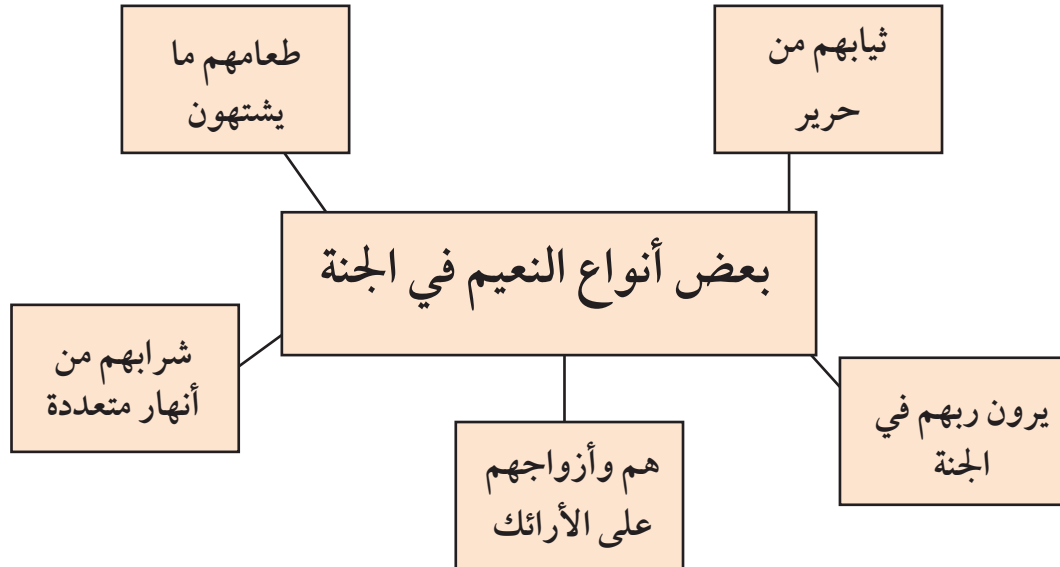 ثيابهم من
حرير
طعامهم ما
يشتهون
بعض أنواع النعيم في الجنة
يرون ربهم في
الجنة
هم وأزواجهم
على الأرائك
شرابهم من
أنهار متعددة